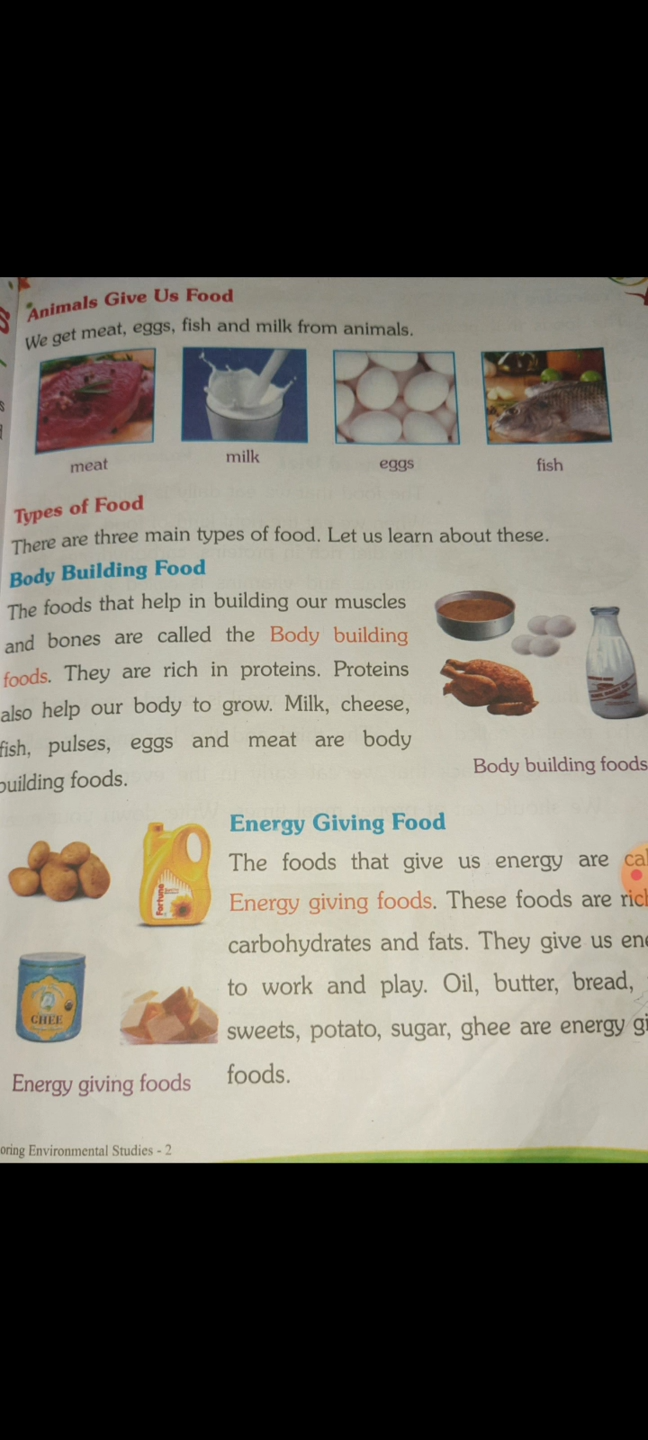 Animals Give Us Food
We get meat, eggs, fish and milk from animals.
meat
milk
eggs
fish
Types of Food
There are three main types of food. Let us learn about these.
Body Building Food
The foods that help in building our muscles
and bones are called the Body building
foods. They are rich in proteins. Proteins
also help our body to grow. Milk, cheese,
fish, pulses, eggs and meat are body
building foods.
Body building foods
Energy Giving Food
The foods that give us energy are cal
Energy giving foods. These foods are rich
carbohydrates and fats. They give us ene
to work and play. Oil, butter, bread,
sweets, potato, sugar, ghee are energy gi
foods.
fortune
GHEE
Energy giving foods
oring Environmental Studies - 2